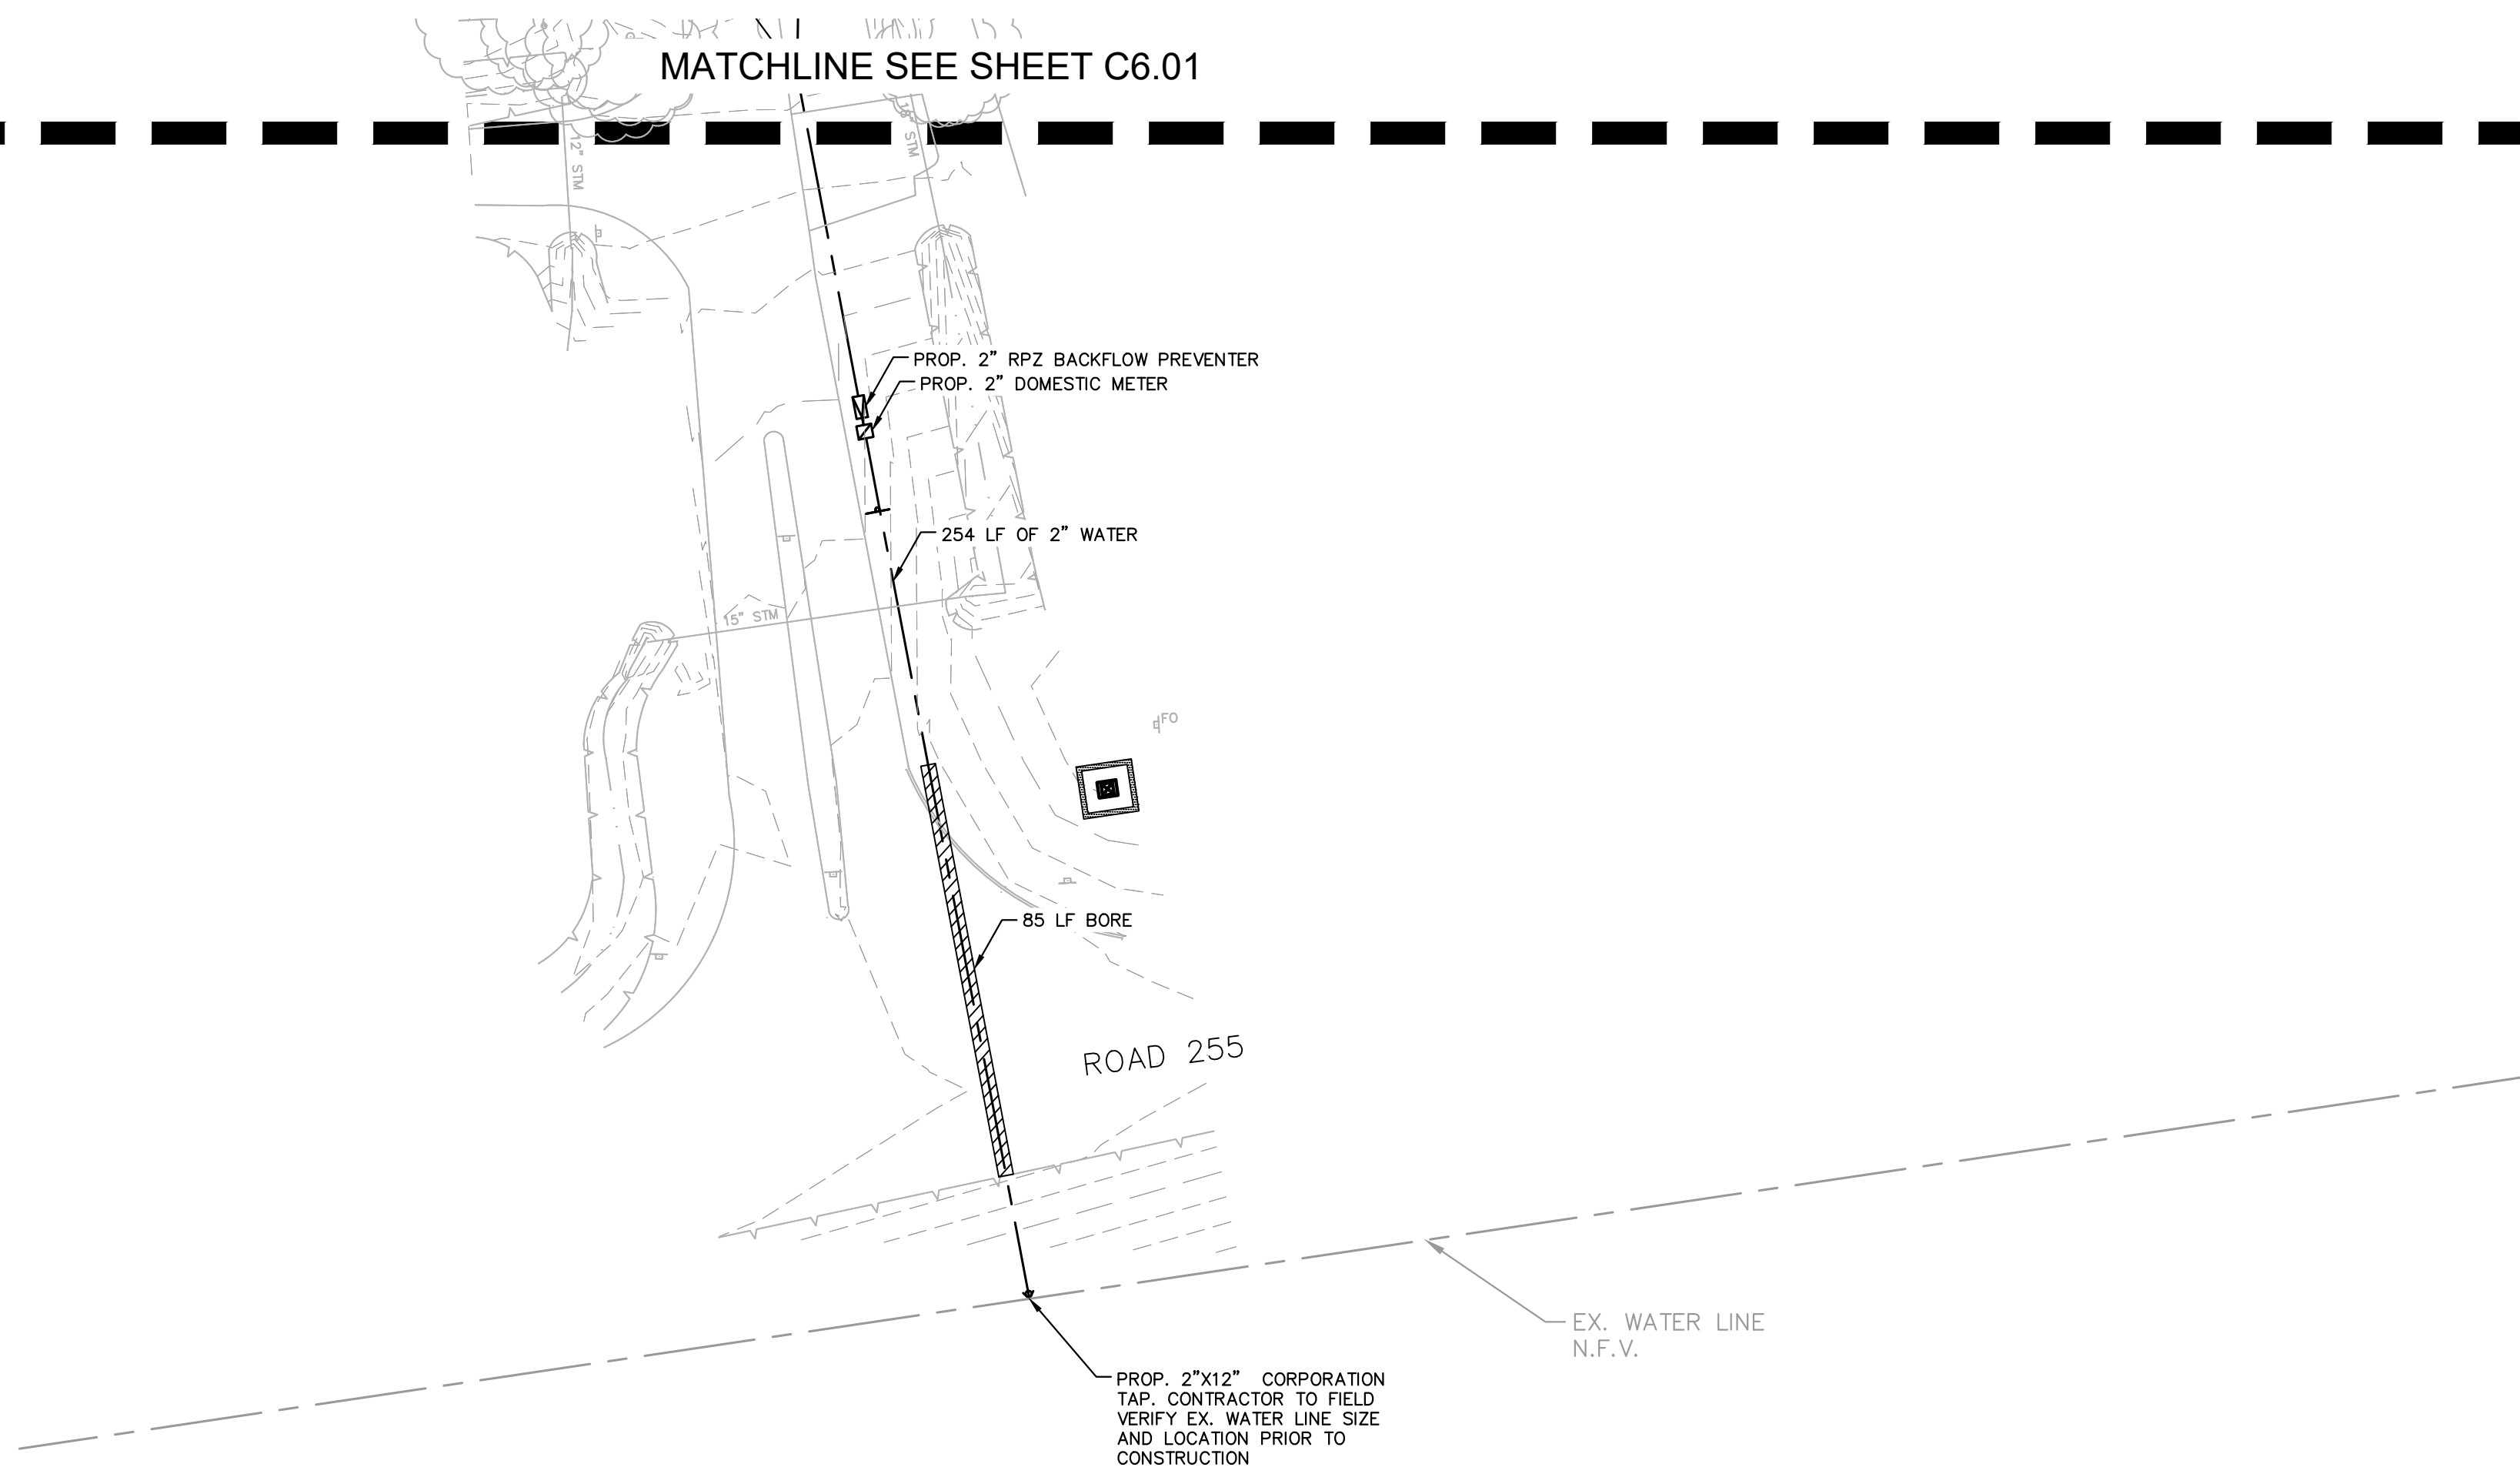 MATCHLINE SEE SHEET C6.01
18" STM
12" STM
PROP. 2" RPZ BACKFLOW PREVENTER
PROP. 2" DOMESTIC METER
254 LF OF 2" WATER
15" STM
FO
85 LF BORE
ROAD 255
EX. WATER LINE
N.F.V.
PROP. 2"X12" CORPORATION
TAP. CONTRACTOR TO FIELD
VERIFY EX. WATER LINE SIZE
AND LOCATION PRIOR TO
CONSTRUCTION